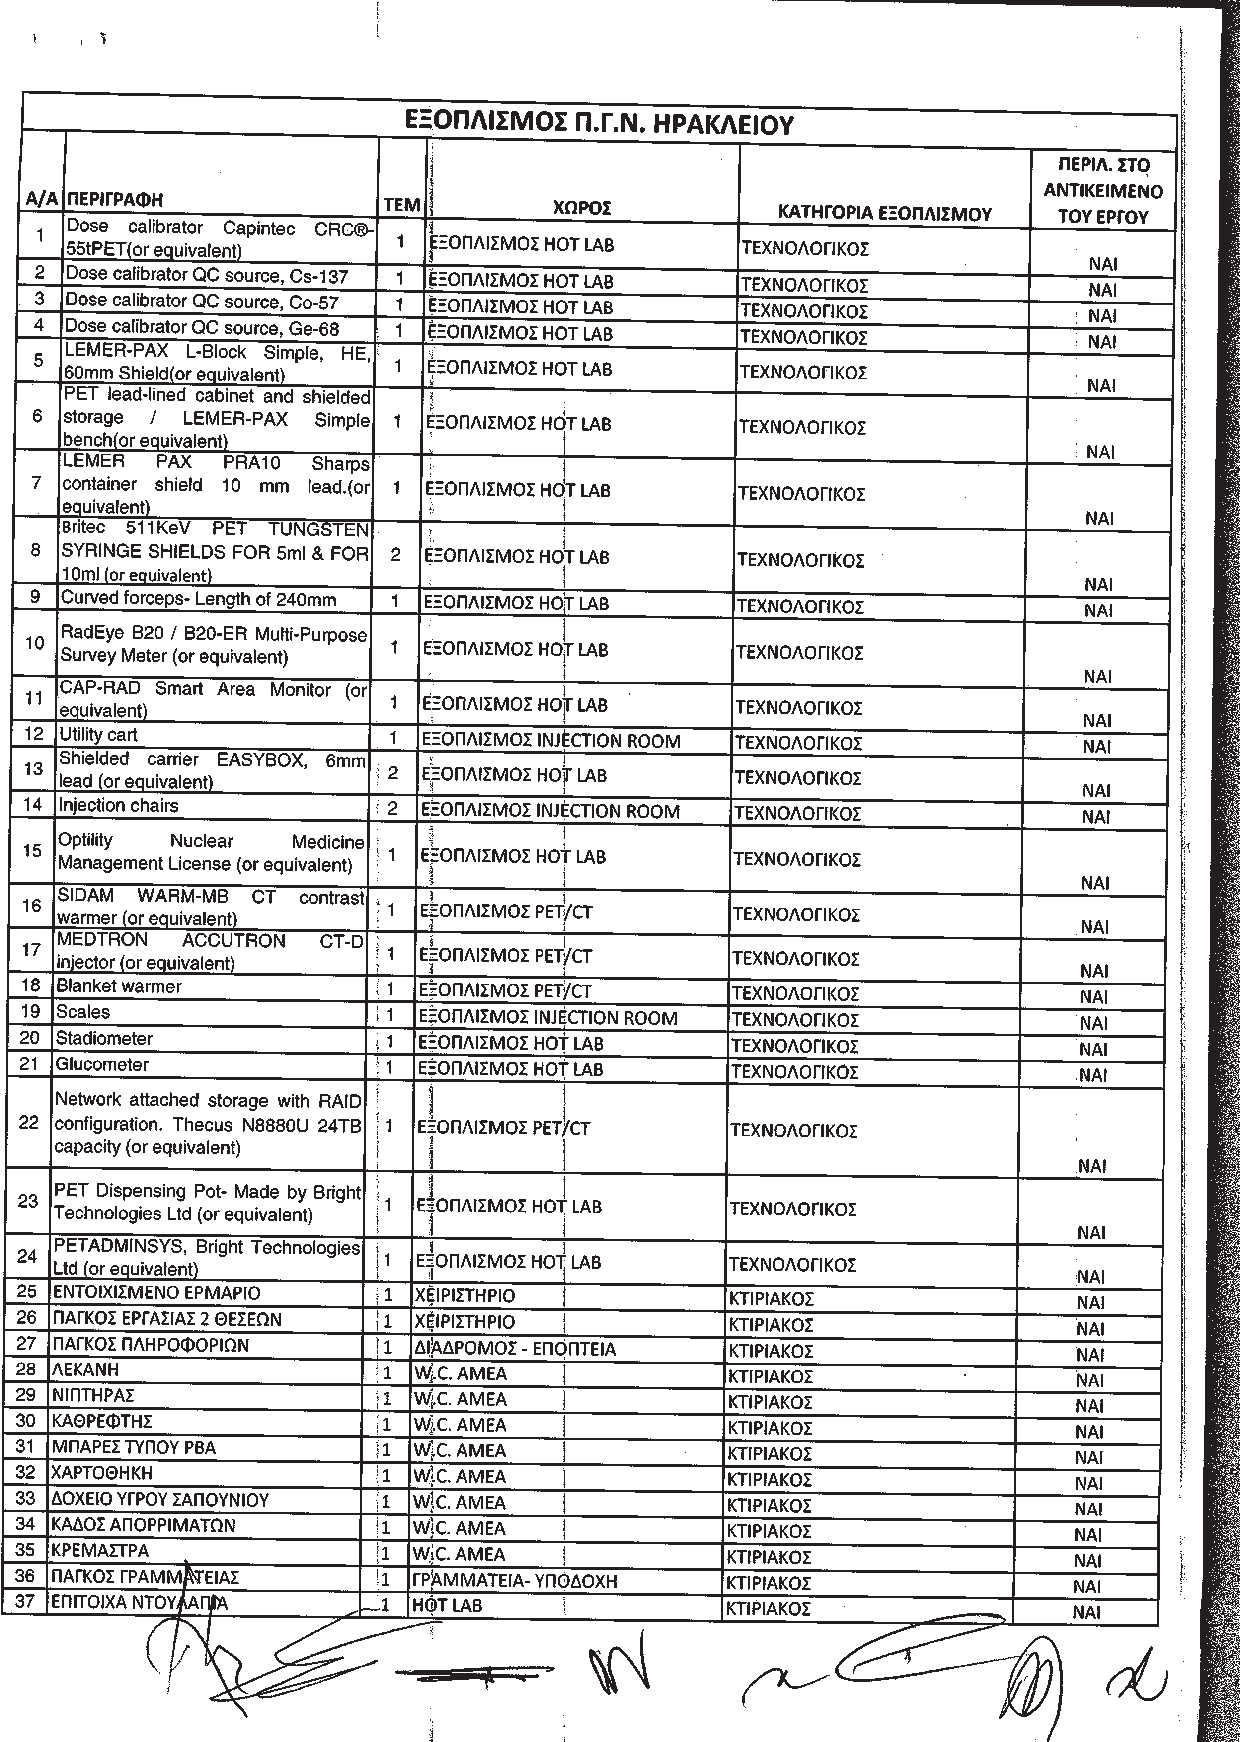 ΕΞΟΠΛΙΣΜΟΣ Π.Γ.Ν. ΗΡΑΚΛΕΙΟΥ
Α/Α ΠΕΡΙΓΡΑΦΗ ΤΕΜ ΧΩΡΟΣ ΚΑΤΗΓΟΡΙΑ ΕΞΟΠΛΙΣΜΟΥ ΠΕΡΙΛ. ΣΤΟ
ΑΝΤΙΚΕΙΜΕΝΟ
ΤΟΥ ΕΡΓΟΥ
1 Dose calibrator Capintec CRC®-
55tPET(or equivalent) 1 ΕΞΟΠΛΙΣΜΟΣ HOT LAB ΤΕΧΝΟΛΟΓΙΚΟΣ ΝΑΙ
2 Dose calibrator QC source, Cs-137 1 ΕΞΟΠΛΙΣΜΟΣ HOT LAB ΤΕΧΝΟΛΟΓΙΚΟΣ ΝΑΙ
3 Dose calibrator QC source, Co-57 1 ΕΞΟΠΛΙΣΜΟΣ HOT LAB ΤΕΧΝΟΛΟΓΙΚΟΣ ΝΑΙ
4 Dose calibrator QC source, Ge-68 1 ΕΞΟΠΛΙΣΜΟΣ HOT LAB ΤΕΧΝΟΛΟΓΙΚΟΣ ΝΑΙ
5 LEMER-PAX L-Block Simple, HE,
60mm Shield(or equivalent) 1 ΕΞΟΠΛΙΣΜΟΣ HOT LAB ΤΕΧΝΟΛΟΓΙΚΟΣ ΝΑΙ
PET lead-lined cabinet and shielded
6 storage / LEMER-PAX Simple 1 ΕΞΟΠΛΙΣΜΟΣ HOT LAB ΤΕΧΝΟΛΟΓΙΚΟΣ
bench(or equivalent) ΝΑΙ
LEMER PAX PRA10 Sharps
7 container shield 10 mm lead.(or 1 ΕΞΟΠΛΙΣΜΟΣ HOT LAB ΤΕΧΝΟΛΟΓΙΚΟΣ
equivalent) ΝΑΙ
Britec 511KeV PET TUNGSTEN
8 SYRINGE SHIELDS FOR 5ml & FOR 2 ΕΞΟΠΛΙΣΜΟΣ HOT LAB ΤΕΧΝΟΛΟΓΙΚΟΣ
10ml (or equivalent) ΝΑΙ
9 Curved forceps- Length of 240mm 1 ΕΞΟΠΛΙΣΜΟΣ HOT LAB ΤΕΧΝΟΛΟΓΙΚΟΣ ΝΑΙ
10 RadEye B20 / B20-ER Multi-Purpose
Survey Meter (or equivalent) 1 ΕΞΟΠΛΙΣΜΟΣ HOT LAB ΤΕΧΝΟΛΟΓΙΚΟΣ ΝΑΙ
11 CAP-RAD Smart Area Monitor (or
equivalent) 1 ΕΞΟΠΛΙΣΜΟΣ HOT LAB ΤΕΧΝΟΛΟΓΙΚΟΣ ΝΑΙ
12 Utility cart 1 ΕΞΟΠΛΙΣΜΟΣ INJECTION ROOM ΤΕΧΝΟΛΟΓΙΚΟΣ ΝΑΙ
13 Shielded carrier EASYBOX, 6mm
lead (or equivalent) 2 ΕΞΟΠΛΙΣΜΟΣ HOT LAB ΤΕΧΝΟΛΟΓΙΚΟΣ ΝΑΙ
14 Injection chairs 2 ΕΞΟΠΛΙΣΜΟΣ INJECTION ROOM ΤΕΧΝΟΛΟΓΙΚΟΣ ΝΑΙ
15 Optility Nuclear Medicine
Management License (or equivalent) 1 ΕΞΟΠΛΙΣΜΟΣ HOT LAB ΤΕΧΝΟΛΟΓΙΚΟΣ ΝΑΙ
16 SIDAM WARM-MB CT contrast
warmer (or equivalent) 1 ΕΞΟΠΛΙΣΜΟΣ PET/CT ΤΕΧΝΟΛΟΓΙΚΟΣ ΝΑΙ
17 MEDTRON ACCUTRON CT-D
injector (or equivalent) 1 ΕΞΟΠΛΙΣΜΟΣ PET/CT ΤΕΧΝΟΛΟΓΙΚΟΣ ΝΑΙ
18 Blanket warmer 1 ΕΞΟΠΛΙΣΜΟΣ PET/CT ΤΕΧΝΟΛΟΓΙΚΟΣ ΝΑΙ
19 Scales 1 ΕΞΟΠΛΙΣΜΟΣ INJECTION ROOM ΤΕΧΝΟΛΟΓΙΚΟΣ ΝΑΙ
20 Stadiometer 1 ΕΞΟΠΛΙΣΜΟΣ HOT LAB ΤΕΧΝΟΛΟΓΙΚΟΣ ΝΑΙ
21 Glucometer 1 ΕΞΟΠΛΙΣΜΟΣ HOT LAB ΤΕΧΝΟΛΟΓΙΚΟΣ ΝΑΙ
Network attached storage with RAID
22 configuration. Thecus N8880U 24TB 1 ΕΞΟΠΛΙΣΜΟΣ PET/CT ΤΕΧΝΟΛΟΓΙΚΟΣ
capacity (or equivalent) ΝΑΙ
23 PET Dispensing Pot- Made by Bright
Technologies Ltd (or equivalent) 1 ΕΞΟΠΛΙΣΜΟΣ HOT LAB ΤΕΧΝΟΛΟΓΙΚΟΣ ΝΑΙ
24 PETADMINSYS, Bright Technologies
Ltd (or equivalent) 1 ΕΞΟΠΛΙΣΜΟΣ HOT LAB ΤΕΧΝΟΛΟΓΙΚΟΣ ΝΑΙ
25 ΕΝΤΟΙΧΙΣΜΕΝΟ ΕΡΜΑΡΙΟ 1 ΧΕΙΡΙΣΤΗΡΙΟ ΚΤΙΡΙΑΚΟΣ ΝΑΙ
26 ΠΑΓΚΟΣ ΕΡΓΑΣΙΑΣ 2 ΘΕΣΕΩΝ 1 ΧΕΙΡΙΣΤΗΡΙΟ ΚΤΙΡΙΑΚΟΣ ΝΑΙ
27 ΠΑΓΚΟΣ ΠΛΗΡΟΦΟΡΙΩΝ 1 ΔΙΑΔΡΟΜΟΣ - ΕΠΟΠΤΕΙΑ ΚΤΙΡΙΑΚΟΣ ΝΑΙ
28 ΛΕΚΑΝΗ 1 W.C. ΑΜΕΑ ΚΤΙΡΙΑΚΟΣ ΝΑΙ
29 ΝΙΠΤΗΡΑΣ 1 W.C. ΑΜΕΑ ΚΤΙΡΙΑΚΟΣ ΝΑΙ
30 ΚΑΘΡΕΦΤΗΣ 1 W.C. ΑΜΕΑ ΚΤΙΡΙΑΚΟΣ ΝΑΙ
31 ΜΠΑΡΕΣ ΤΥΠΟΥ PBA 1 W.C. ΑΜΕΑ ΚΤΙΡΙΑΚΟΣ ΝΑΙ
32 ΧΑΡΤΟΘΗΚΗ 1 W.C. ΑΜΕΑ ΚΤΙΡΙΑΚΟΣ ΝΑΙ
33 ΔΟΧΕΙΟ ΥΓΡΟΥ ΣΑΠΟΥΝΙΟΥ 1 W.C. ΑΜΕΑ ΚΤΙΡΙΑΚΟΣ ΝΑΙ
34 ΚΑΔΟΣ ΑΠΟΡΡΙΜΑΤΩΝ 1 W.C. ΑΜΕΑ ΚΤΙΡΙΑΚΟΣ ΝΑΙ
35 ΚΡΕΜΑΣΤΡΑ 1 W.C. ΑΜΕΑ ΚΤΙΡΙΑΚΟΣ ΝΑΙ
36 ΠΑΓΚΟΣ ΓΡΑΜΜΑΤΕΙΑΣ 1 ΓΡΑΜΜΑΤΕΙΑ- ΥΠΟΔΟΧΗ ΚΤΙΡΙΑΚΟΣ ΝΑΙ
37 ΕΠΙΤΟΙΧΑ ΝΤΟΥΛΑΠΙΑ 1 HOT LAB ΚΤΙΡΙΑΚΟΣ ΝΑΙ